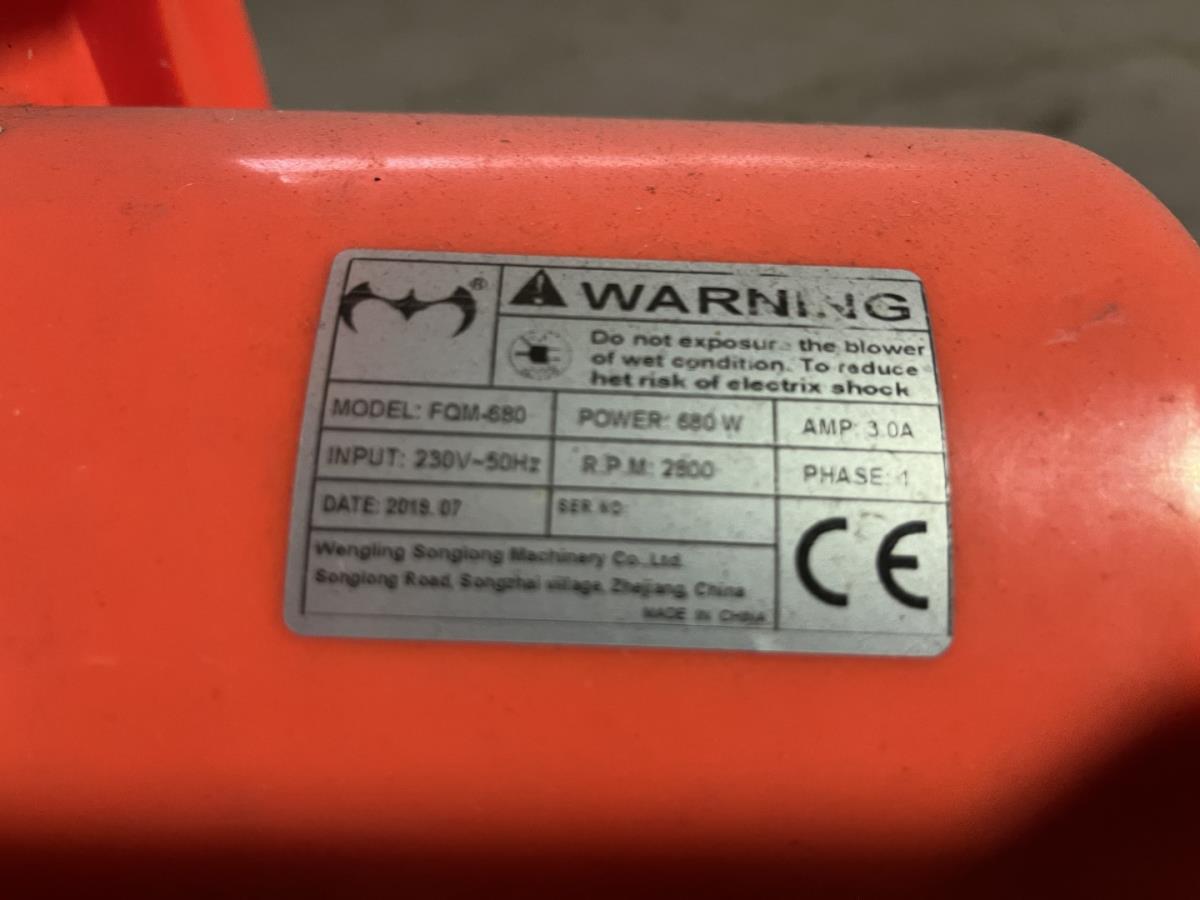 ®
WARNING
Do not exposure the blower
of wet condition. To reduce
het risk of electrix shock
MODEL: FQM-680
POWER: 680 W
AMP: 3.0A
INPUT: 230V~50Hz
R.P.M: 2800
PHASE: 1
DATE: 2019. 07
SER.NO:
Wengling Songlong Machinery Co., Ltd.
Songlong Road, Songzhai village, Zhejiang, China
MADE IN CHINA
CE